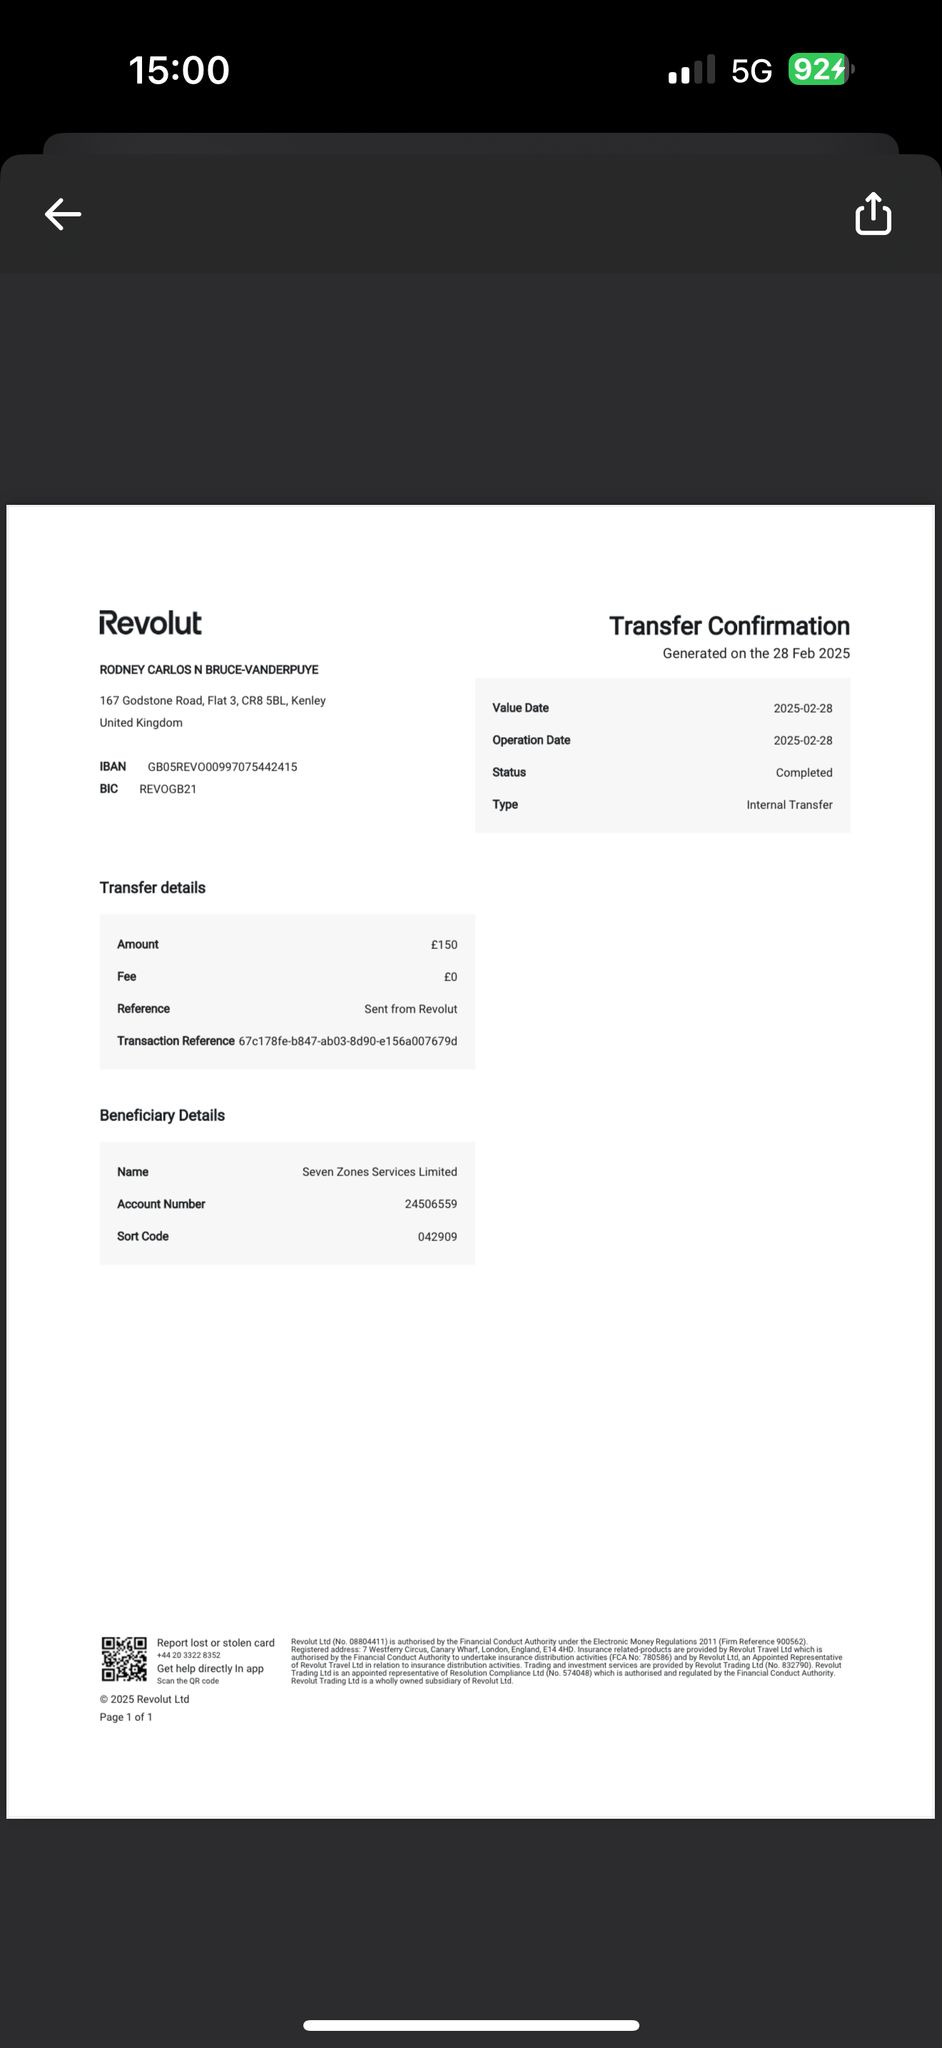 15:00
5G 92
Revolut
Transfer Confirmation
Generated on the 28 Feb 2025
RODNEY CARLOS N BRUCE-VANDERPUYE
167 Godstone Road, Flat 3, CR8 5BL, Kenley
United Kingdom
IBAN GB05REVO00997075442415
BIC REVOGB21
Value Date 2025-02-28
Operation Date 2025-02-28
Status Completed
Type Internal Transfer
Transfer details
Amount £150
Fee £0
Reference Sent from Revolut
Transaction Reference 67c178fe-b847-ab03-8d90-e156a007679d
Beneficiary Details
Name Seven Zones Services Limited
Account Number 24506559
Sort Code 042909
Report lost or stolen card
+44 20 3322 8352
Get help directly In app
Scan the QR code
Revolut Ltd (No. 08804411) is authorised by the Financial Conduct Authority under the Electronic Money Regulations 2011 (Firm Reference 900562).
Registered address: 7 Westferry Circus, Canary Wharf, London, England, E14 4HD. Insurance related-products are provided by Revolut Travel Ltd which is
authorised by the Financial Conduct Authority to undertake insurance distribution activities (FCA No: 780586) and by Revolut Ltd, an Appointed Representative
of Revolut Travel Ltd in relation to insurance distribution activities. Trading and investment services are provided by Revolut Trading Ltd (No. 832790). Revolut
Trading Ltd is an appointed representative of Resolution Compliance Ltd (No. 574048) which is authorised and regulated by the Financial Conduct Authority.
Revolut Trading Ltd is a wholly owned subsidiary of Revolut Ltd.
© 2025 Revolut Ltd
Page 1 of 1